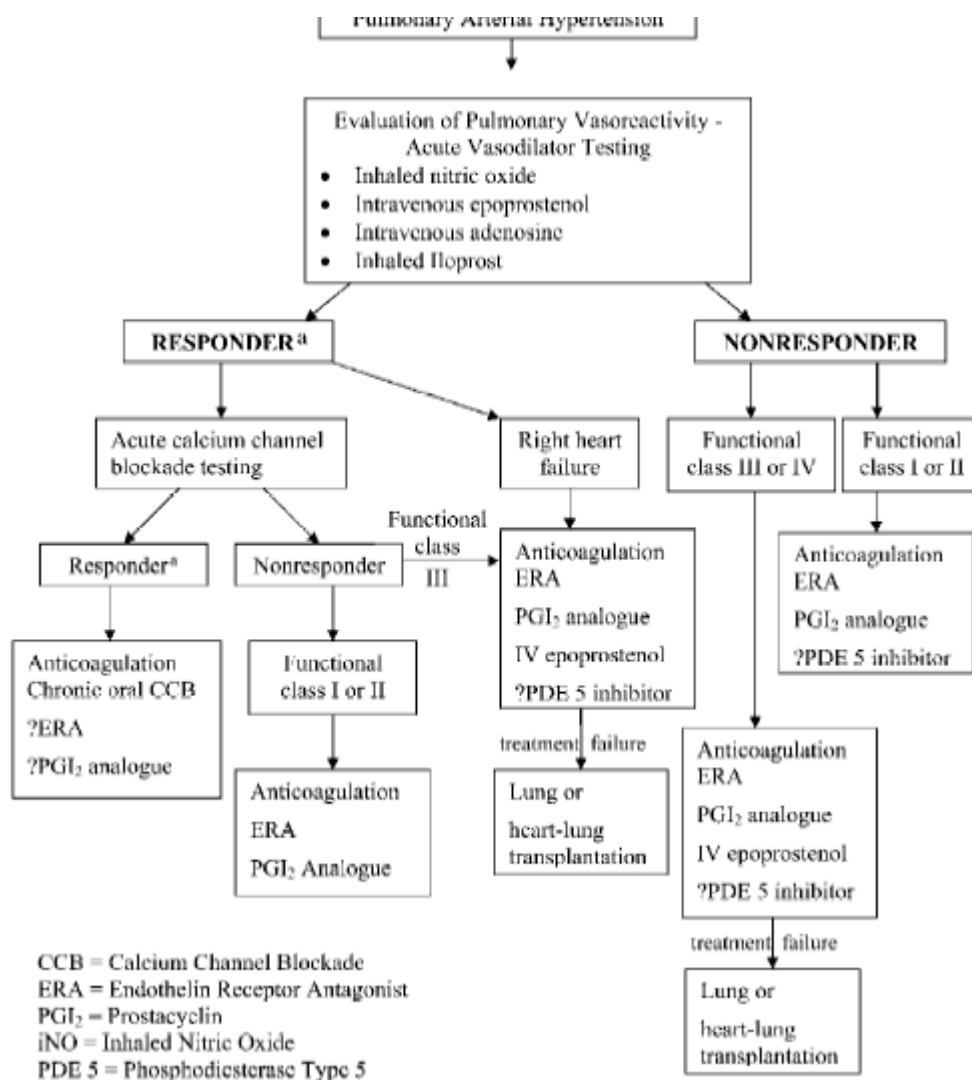 Pulmonary Arterial Hypertension
Evaluation of Pulmonary Vasoreactivity -
Acute Vasodilator Testing
• Inhaled nitric oxide
• Intravenous epoprostenol
• Intravenous adenosine
• Inhaled Iloprost
RESPONDERᵃ
NONRESPONDER
Acute calcium channel
blockade testing
Right heart
failure
Functional
class III or IV
Functional
class I or II
Responderᵃ
Nonresponder
Functional
class
III
Anticoagulation
ERA
PGI₂ analogue
IV epoprostenol
?PDE 5 inhibitor
Anticoagulation
ERA
PGI₂ analogue
?PDE 5 inhibitor
Anticoagulation
Chronic oral CCB
?ERA
?PGI₂ analogue
Functional
class I or II
treatment failure
Anticoagulation
ERA
PGI₂ Analogue
Lung or
heart-lung
transplantation
Anticoagulation
ERA
PGI₂ analogue
IV epoprostenol
?PDE 5 inhibitor
treatment failure
Lung or
heart-lung
transplantation
CCB = Calcium Channel Blockade
ERA = Endothelin Receptor Antagonist
PGI₂ = Prostacyclin
iNO = Inhaled Nitric Oxide
PDE 5 = Phosphodiesterase Type 5